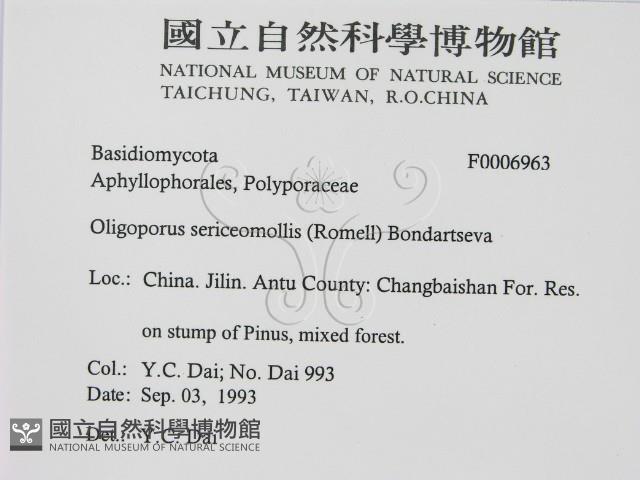 國立自然科學博物館
NATIONAL MUSEUM OF NATURAL SCIENCE
TAICHUNG, TAIWAN, R.O.CHINA
Basidiomycota F0006963
Aphyllophorales, Polyporaceae
Oligoporus sericeomollis (Romell) Bondartseva
Loc.: China. Jilin. Antu County: Changbaishan For. Res.
on stump of Pinus, mixed forest.
Col.: Y.C. Dai; No. Dai 993
Date: Sep. 03, 1993
Det.: Y.C. Dai
國立自然科學博物館
NATIONAL MUSEUM OF NATURAL SCIENCE